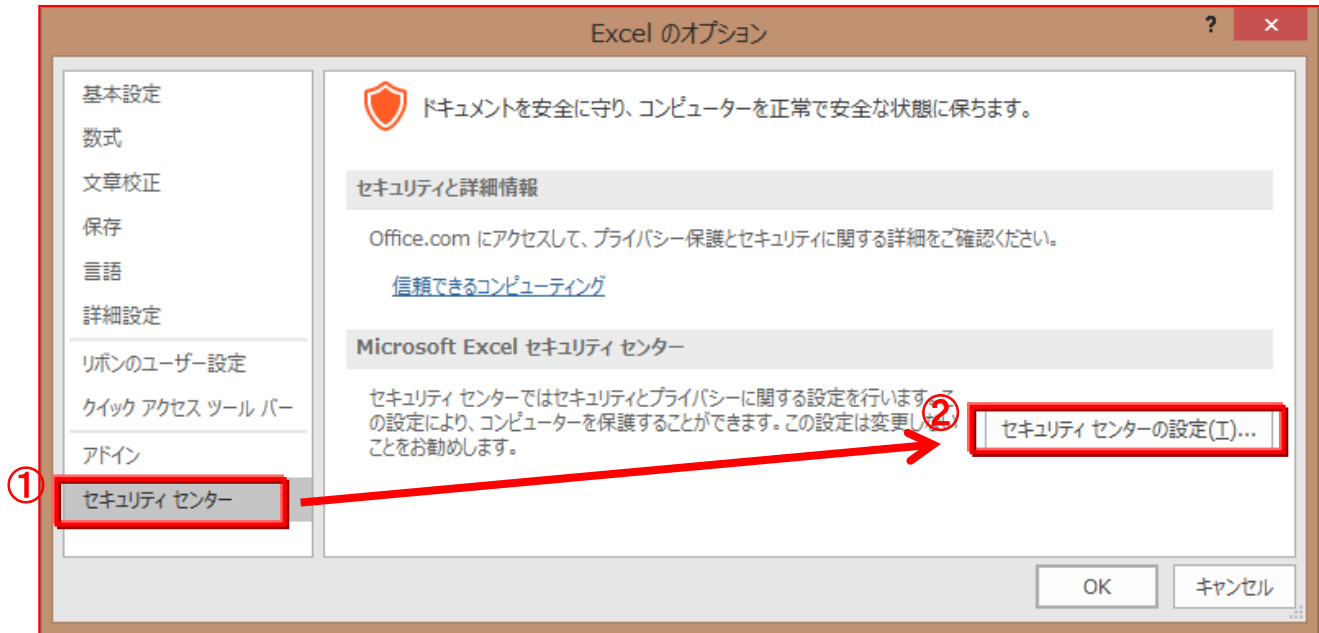 Excel のオプション
?
×
基本設定
数式
文章校正
保存
言語
詳細設定
リボンのユーザー設定
クイック アクセス ツール バー
アドイン
① セキュリティ センター
ドキュメントを安全に守り、コンピューターを正常で安全な状態に保ちます。
セキュリティと詳細情報
Office.com にアクセスして、プライバシー保護とセキュリティに関する詳細をご確認ください。
信頼できるコンピューティング
Microsoft Excel セキュリティ センター
セキュリティ センターではセキュリティとプライバシーに関する設定を行います。こ
の設定により、コンピューターを保護することができます。この設定は変更しない
ことをお勧めします。
② セキュリティ センターの設定(T)...
OK
キャンセル